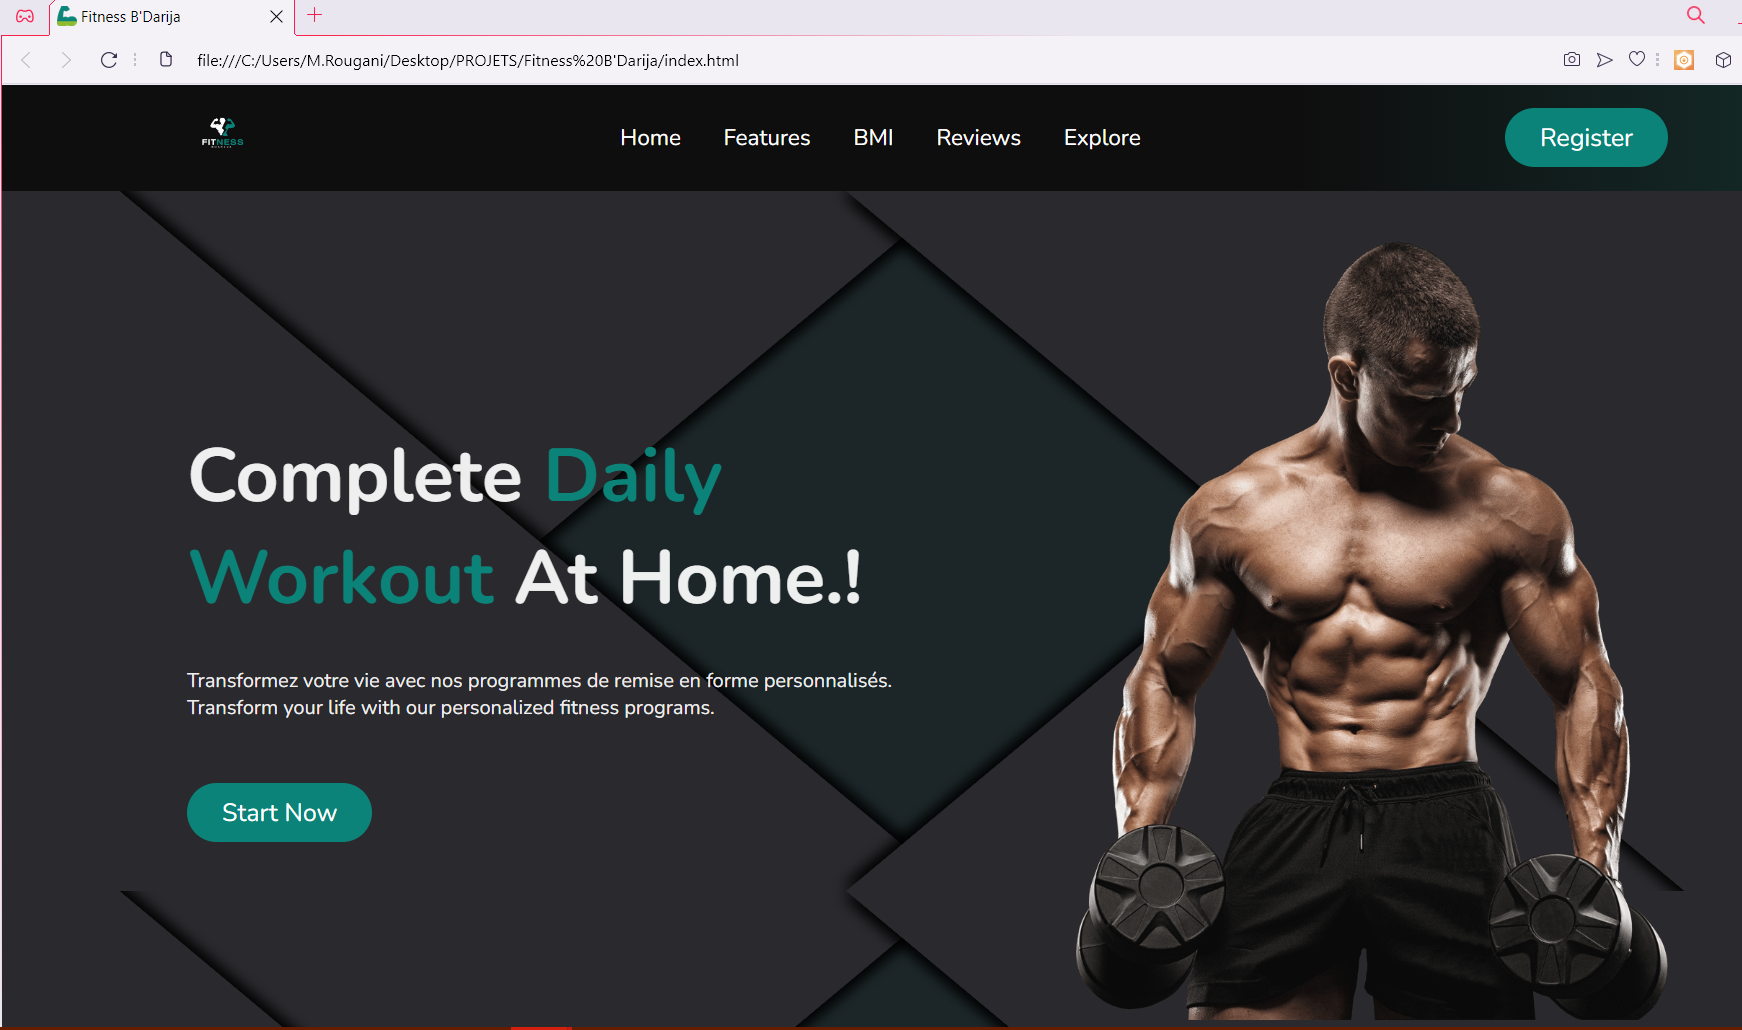 Fitness B'Darija
file:///C:/Users/M.Rougani/Desktop/PROJETS/Fitness%20B'Darija/index.html
FITNESS
Home Features BMI Reviews Explore
Register
Complete Daily
Workout At Home.!
Transformez votre vie avec nos programmes de remise en forme personnalisés.
Transform your life with our personalized fitness programs.
Start Now